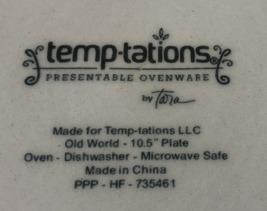 temp-tations®
PRESENTABLE OVENWARE
by Tara
Made for Temp-tations LLC
Old World - 10.5" Plate
Oven - Dishwasher - Microwave Safe
Made in China
PPP - HF - 735461